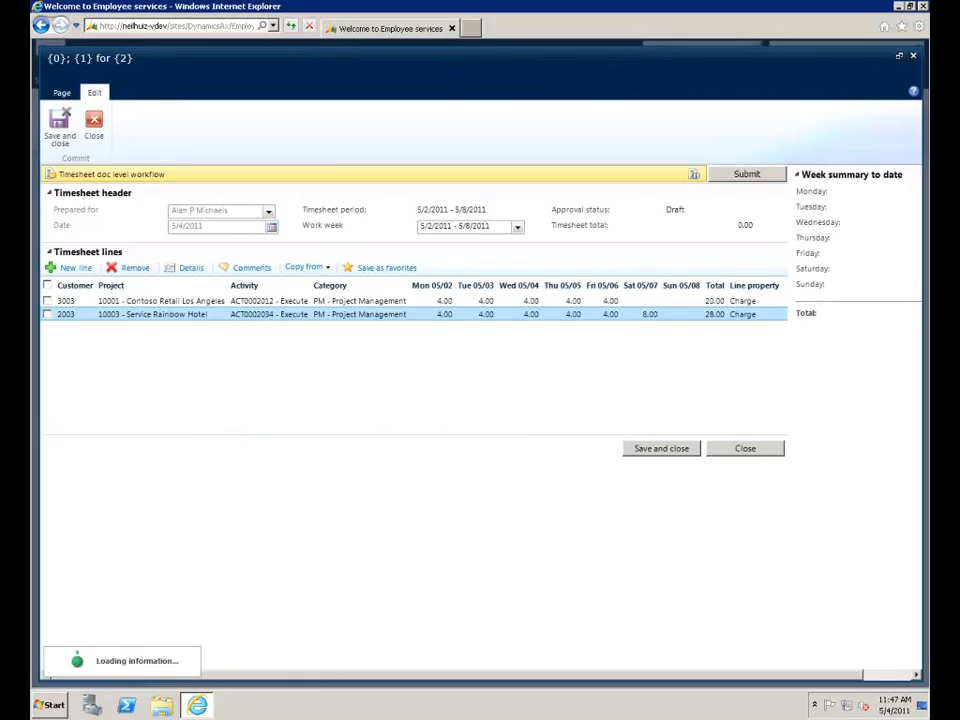 Welcome to Employee services - Windows Internet Explorer
http://neilhuiz-vdev/sites/DynamicsAx/Employ
Welcome to Employee services
{0}; {1} for {2}
Page Edit
Save and close
Close
Commit
Timesheet doc level workflow
Submit
Timesheet header
Prepared for Alan P Michaels Timesheet period: 5/2/2011 - 5/8/2011 Approval status: Draft
Date 5/4/2011 Work week 5/2/2011 - 5/8/2011 Timesheet total: 0.00
Timesheet lines
New line Remove Details Comments Copy from Save as favorites
Customer Project Activity Category Mon 05/02 Tue 05/03 Wed 05/04 Thu 05/05 Fri 05/06 Sat 05/07 Sun 05/08 Total Line property
3003 10001 - Contoso Retail Los Angeles ACT0002012 - Execute PM - Project Management 4.00 4.00 4.00 4.00 4.00 20.00 Charge
2003 10003 - Service Rainbow Hotel ACT0002034 - Execute PM - Project Management 4.00 4.00 4.00 4.00 4.00 8.00 28.00 Charge
Save and close Close
Week summary to date
Monday:
Tuesday:
Wednesday:
Thursday:
Friday:
Saturday:
Sunday:
Total:
Loading information...
Start
11:47 AM
5/4/2011